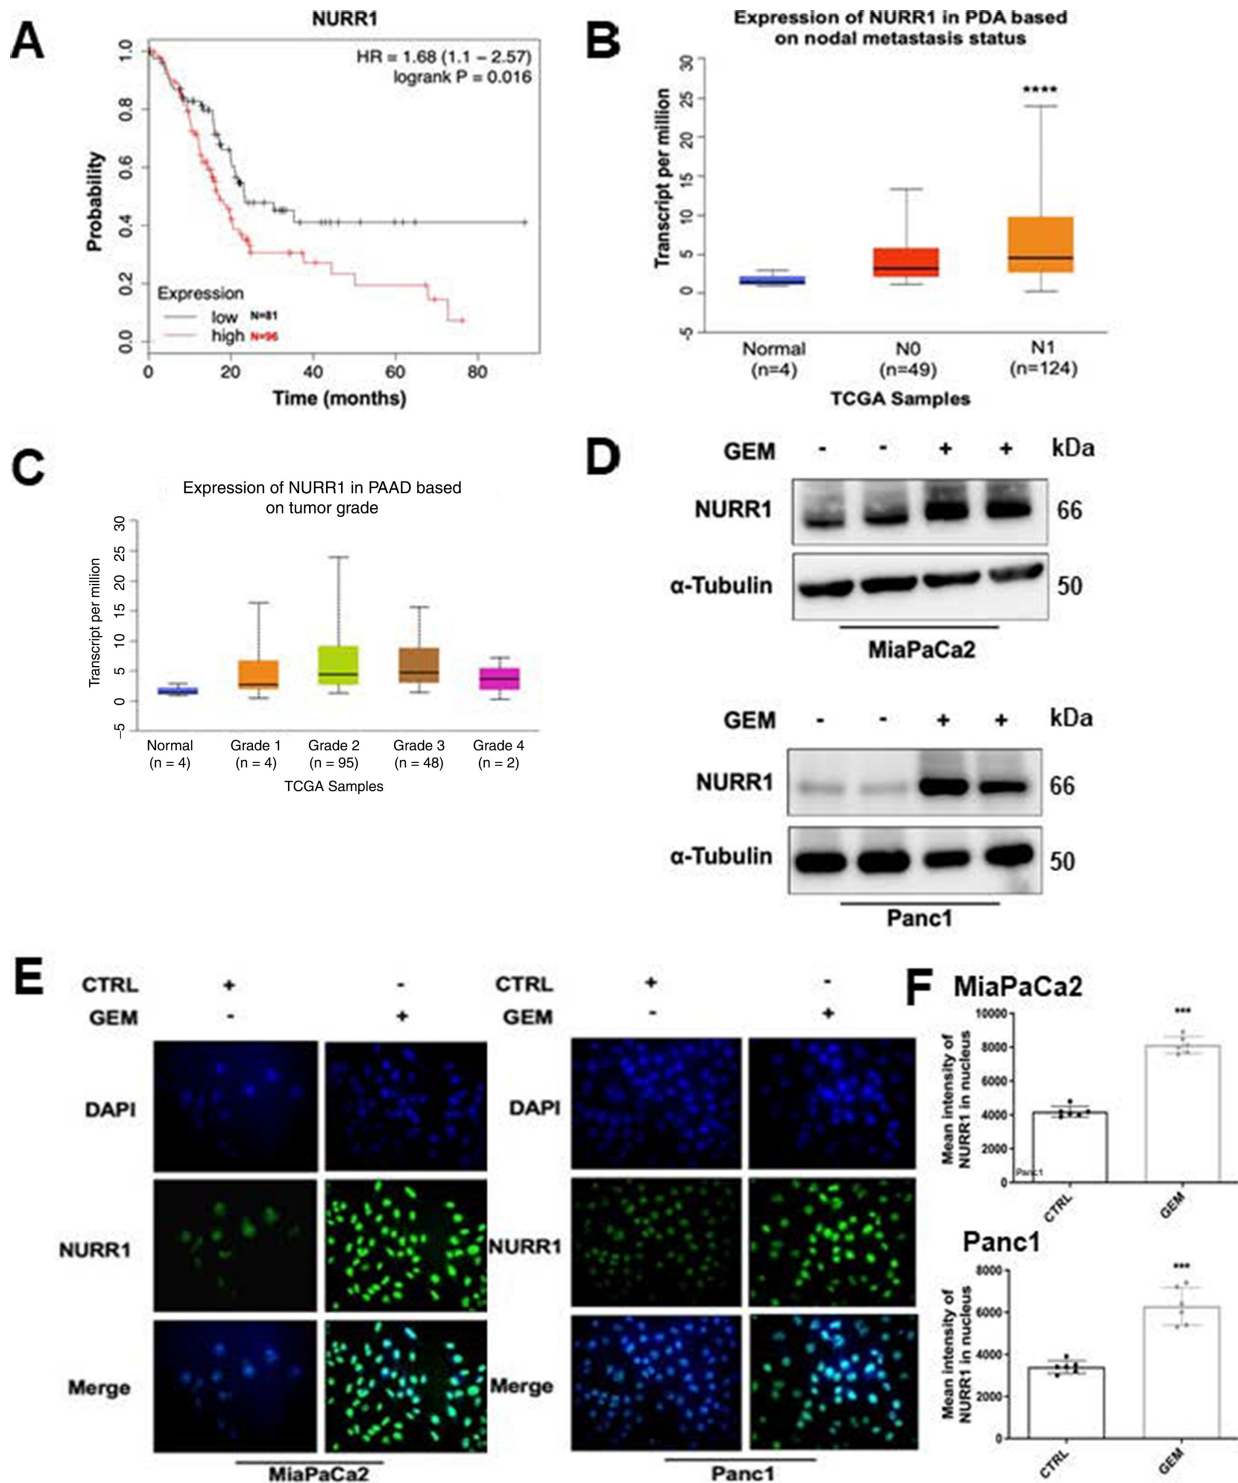 A
NURR1
HR = 1.68 (1.1 – 2.57)
logrank P = 0.016
Probability
1.0
0.8
0.6
0.4
0.2
0.0
Expression
low N=81
high N=96
0 20 40 60 80
Time (months)
B
Expression of NURR1 in PDA based
on nodal metastasis status
Transcript per million
30
25
20
15
10
5
0
-5
****
Normal N0 N1
(n=4) (n=49) (n=124)
TCGA Samples
C
Expression of NURR1 in PAAD based
on tumor grade
Transcript per million
30
25
20
15
10
5
0
–5
Normal Grade 1 Grade 2 Grade 3 Grade 4
(n = 4) (n = 4) (n = 95) (n = 48) (n = 2)
TCGA Samples
D
GEM - - + + kDa
NURR1 66
α-Tubulin 50
MiaPaCa2
GEM - - + + kDa
NURR1 66
α-Tubulin 50
Panc1
E
CTRL + -
GEM - +
DAPI
NURR1
Merge
MiaPaCa2
CTRL + -
GEM - +
DAPI
NURR1
Merge
Panc1
F
MiaPaCa2
Mean intensity of
NURR1 in nucleus
10000
8000
6000
4000
2000
0
***
Panc1
CTRL GEM
Panc1
Mean intensity of
NURR1 in nucleus
8000
6000
4000
2000
0
***
CTRL GEM